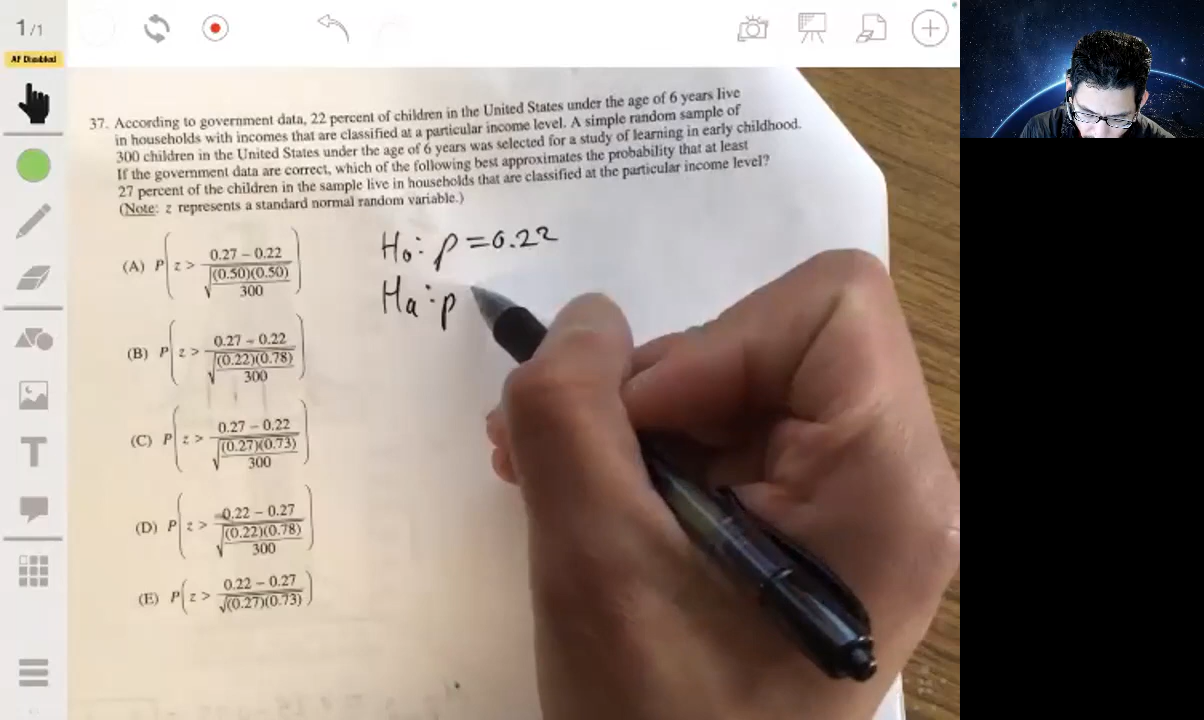 1/1
AF Disabled
37. According to government data, 22 percent of children in the United States under the age of 6 years live
in households with incomes that are classified at a particular income level. A simple random sample of
300 children in the United States under the age of 6 years was selected for a study of learning in early childhood.
If the government data are correct, which of the following best approximates the probability that at least
27 percent of the children in the sample live in households that are classified at the particular income level?
(Note: z represents a standard normal random variable.)
(A) P( z > (0.27 – 0.22) / √((0.50)(0.50) / 300) )
(B) P( z > (0.27 – 0.22) / √((0.22)(0.78) / 300) )
(C) P( z > (0.27 – 0.22) / √((0.27)(0.73) / 300) )
(D) P( z > (0.22 – 0.27) / √((0.22)(0.78) / 300) )
(E) P( z > (0.22 – 0.27) / √(0.27)(0.73) )
H₀: p = 0.22
Hₐ: p
T